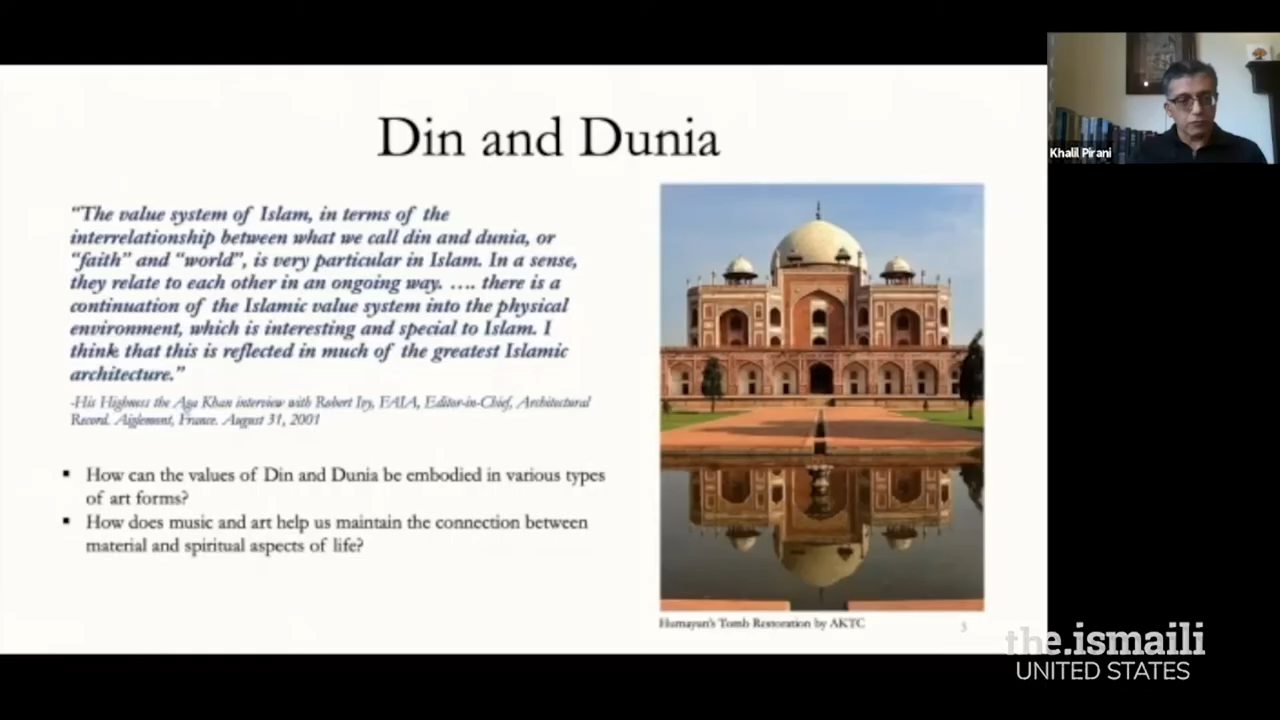 Din and Dunia
“The value system of Islam, in terms of the
interrelationship between what we call din and dunia, or
“faith” and “world”, is very particular in Islam. In a sense,
they relate to each other in an ongoing way. …. there is a
continuation of the Islamic value system into the physical
environment, which is interesting and special to Islam. I
think that this is reflected in much of the greatest Islamic
architecture.”
-His Highness the Aga Khan interview with Robert Ivy, FAIA, Editor-in-Chief, Architectural
Record. Aiglemont, France. August 31, 2001
▪ How can the values of Din and Dunia be embodied in various types
of art forms?
▪ How does music and art help us maintain the connection between
material and spiritual aspects of life?
Humayun's Tomb Restoration by AKTC
5
Khalil Pirani
the.ismaili
UNITED STATES